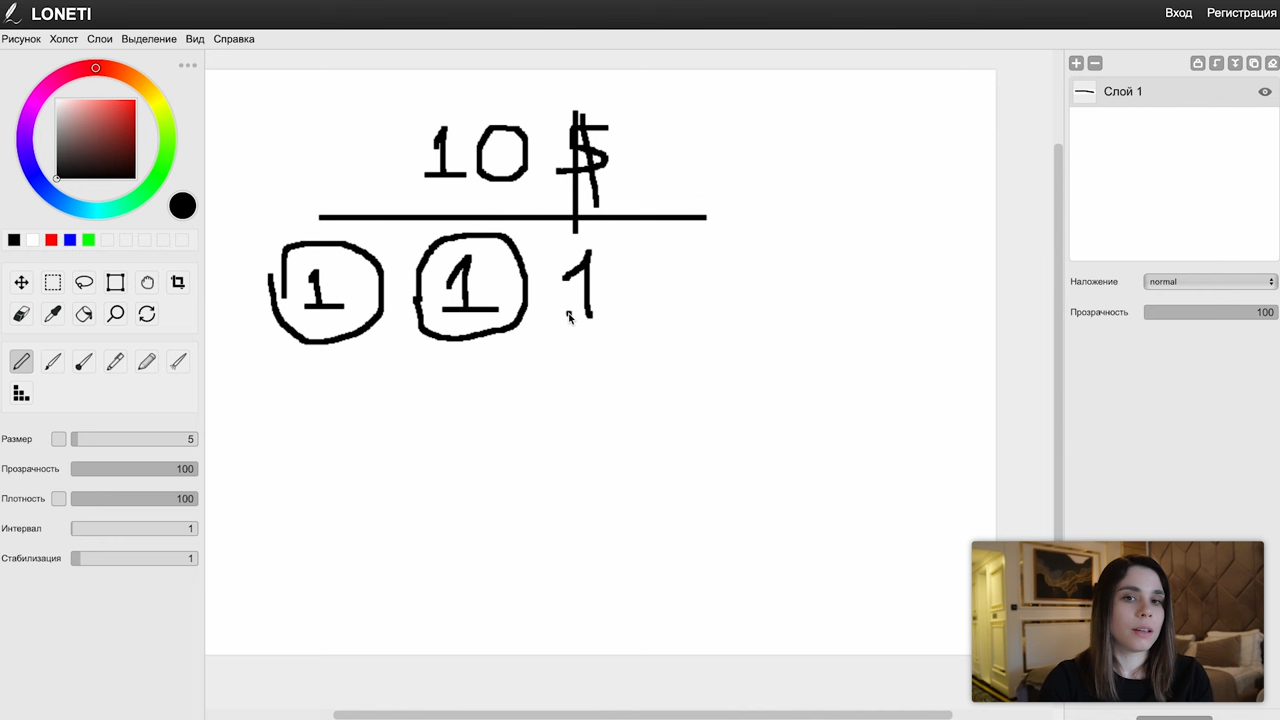 LONETI
Вход Регистрация
Рисунок Холст Слои Выделение Вид Справка
Слой 1
10 $
1 1 1
Наложение normal
Прозрачность 100
Размер 5
Прозрачность 100
Плотность 100
Интервал 1
Стабилизация 1